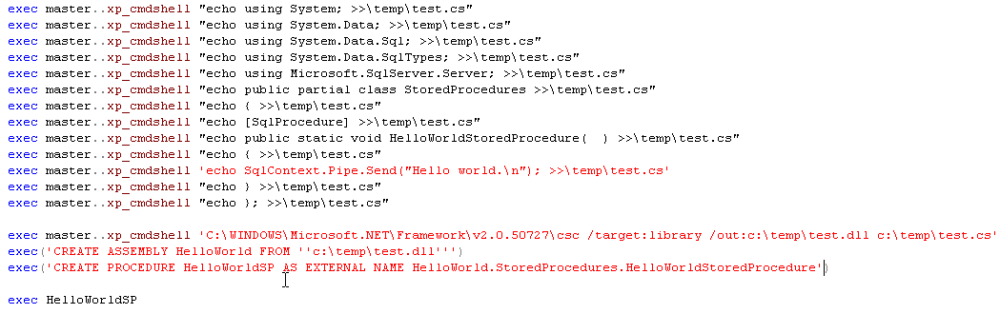 exec master..xp_cmdshell "echo using System; >>\temp\test.cs"
exec master..xp_cmdshell "echo using System.Data; >>\temp\test.cs"
exec master..xp_cmdshell "echo using System.Data.Sql; >>\temp\test.cs"
exec master..xp_cmdshell "echo using System.Data.SqlTypes; >>\temp\test.cs"
exec master..xp_cmdshell "echo using Microsoft.SqlServer.Server; >>\temp\test.cs"
exec master..xp_cmdshell "echo public partial class StoredProcedures >>\temp\test.cs"
exec master..xp_cmdshell "echo { >>\temp\test.cs"
exec master..xp_cmdshell "echo [SqlProcedure] >>\temp\test.cs"
exec master..xp_cmdshell "echo public static void HelloWorldStoredProcedure(  ) >>\temp\test.cs"
exec master..xp_cmdshell "echo { >>\temp\test.cs"
exec master..xp_cmdshell 'echo SqlContext.Pipe.Send("Hello world.\n"); >>\temp\test.cs'
exec master..xp_cmdshell "echo } >>\temp\test.cs"
exec master..xp_cmdshell "echo }; >>\temp\test.cs"
exec master..xp_cmdshell 'C:\WINDOWS\Microsoft.NET\Framework\v2.0.50727\csc /target:library /out:c:\temp\test.dll c:\temp\test.cs'
exec('CREATE ASSEMBLY HelloWorld FROM ''c:\temp\test.dll''')
exec('CREATE PROCEDURE HelloWorldSP AS EXTERNAL NAME HelloWorld.StoredProcedures.HelloWorldStoredProcedure')
exec HelloWorldSP